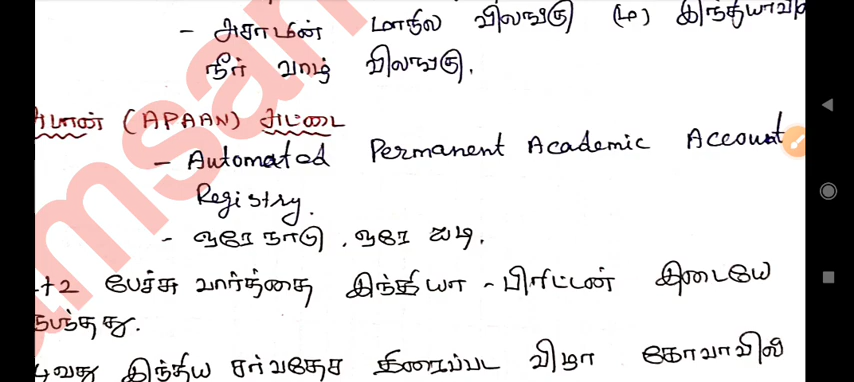 - அசாமின் மாநில விலங்கு (ம)
நீர் வாழ் விலங்கு.
அபான் (APAAN) அட்டை
- Automated Permanent Academic Account
Registry.
- ஒரே நாடு, ஒரே ஐடி.
2+2 பேச்சு வார்த்தை இந்தியா - பிரிட்டன் இடையே
நடந்தது.
வது இந்திய சர்வதேச திரைப்பட விழா கோவாவில்